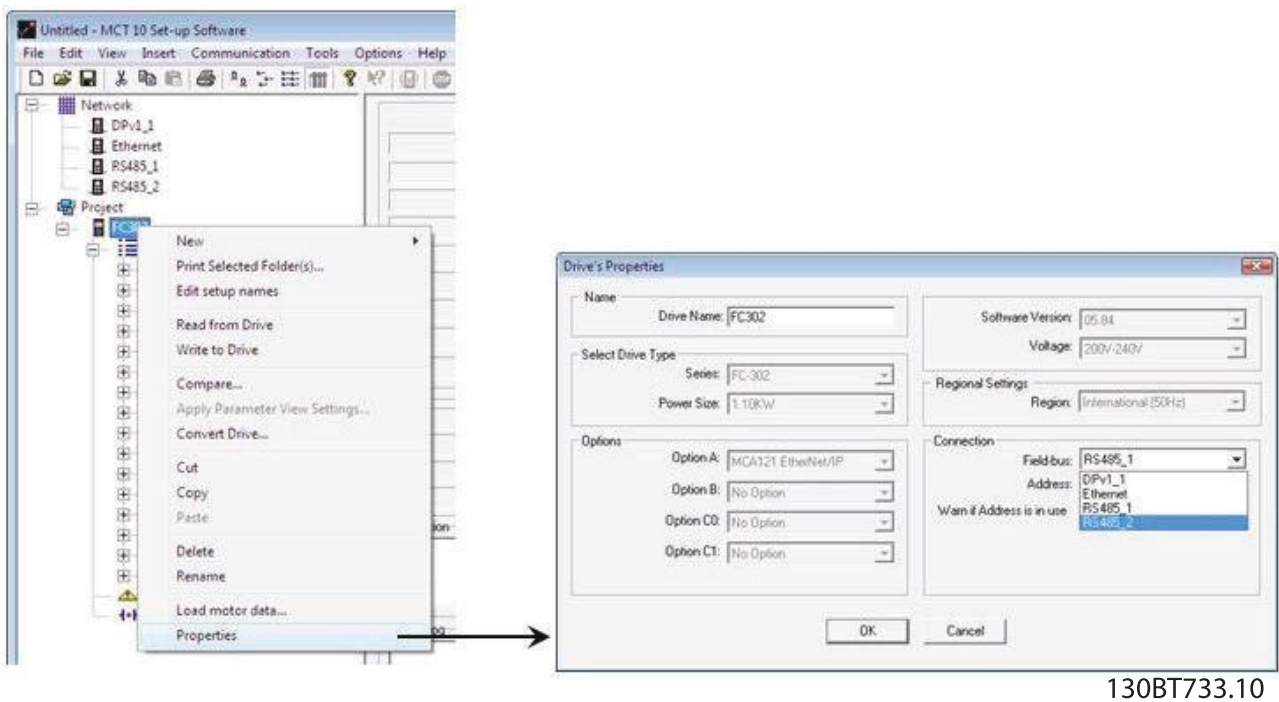 Untitled - MCT 10 Set-up Software
File Edit View Insert Communication Tools Options Help
Network
DPv1_1
Ethernet
RS485_1
RS485_2
Project
FC302
New
Print Selected Folder(s)...
Edit setup names
Read from Drive
Write to Drive
Compare...
Apply Parameter View Settings...
Convert Drive...
Cut
Copy
Paste
Delete
Rename
Load motor data...
Properties
ion
Drive's Properties
Name
Drive Name: FC302
Select Drive Type
Series: FC-302
Power Size: 1.10KW
Options
Option A: MCA121 EtherNet/IP
Option B: No Option
Option C0: No Option
Option C1: No Option
Software Version: 05.84
Voltage: 200V-240V
Regional Settings
Region: International (50Hz)
Connection
Field-bus: RS485_1
Address:
Warn if Address is in use
DPv1_1
Ethernet
RS485_1
RS485_2
OK
Cancel
130BT733.10